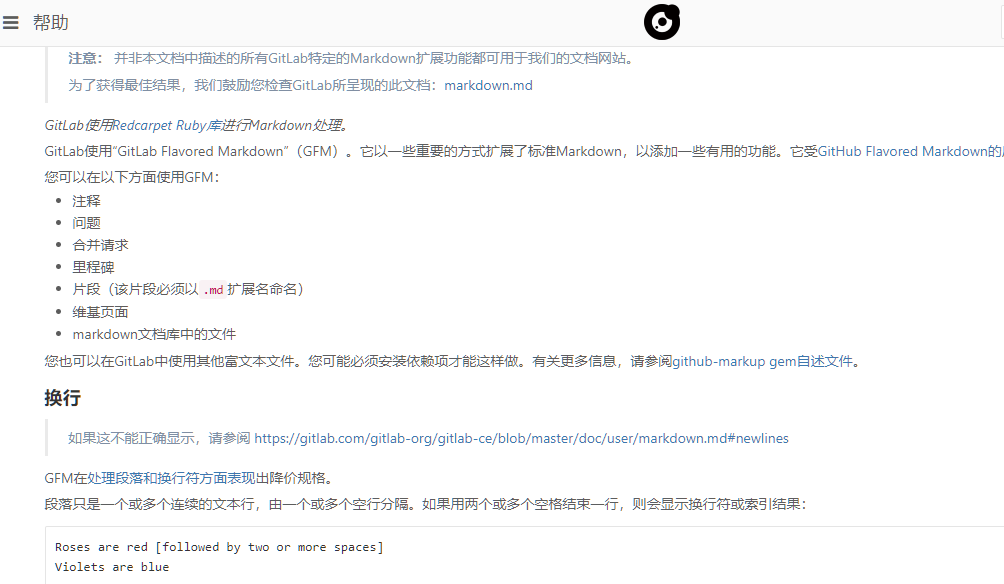 帮助
注意： 并非本文档中描述的所有GitLab特定的Markdown扩展功能都可用于我们的文档网站。
为了获得最佳结果，我们鼓励您检查GitLab所呈现的此文档：markdown.md
GitLab使用Redcarpet Ruby库进行Markdown处理。
GitLab使用“GitLab Flavored Markdown”（GFM）。它以一些重要的方式扩展了标准Markdown，以添加一些有用的功能。它受GitHub Flavored Markdown的
您可以在以下方面使用GFM：
• 注释
• 问题
• 合并请求
• 里程碑
• 片段（该片段必须以 .md 扩展名命名）
• 维基页面
• markdown文档库中的文件
您也可以在GitLab中使用其他富文本文件。您可能必须安装依赖项才能这样做。有关更多信息，请参阅github-markup gem自述文件。
换行
如果这不能正确显示，请参阅 https://gitlab.com/gitlab-org/gitlab-ce/blob/master/doc/user/markdown.md#newlines
GFM在处理段落和换行符方面表现出降价规格。
段落只是一个或多个连续的文本行，由一个或多个空行分隔。如果用两个或多个空格结束一行，则会显示换行符或索引结果：
Roses are red [followed by two or more spaces]
Violets are blue